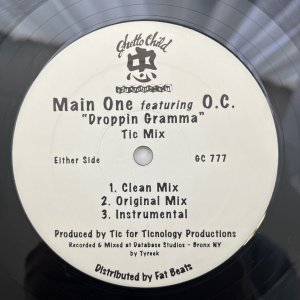 Ghetto Child
忠
Main One featuring O.C.
"Droppin Gramma"
Tic Mix
Either Side
GC 777
1. Clean Mix
2. Original Mix
3. Instrumental
Produced by Tic for Ticnology Productions
Recorded & Mixed at Database Studios - Bronx NY
by Tyreek
Distributed by Fat Beats